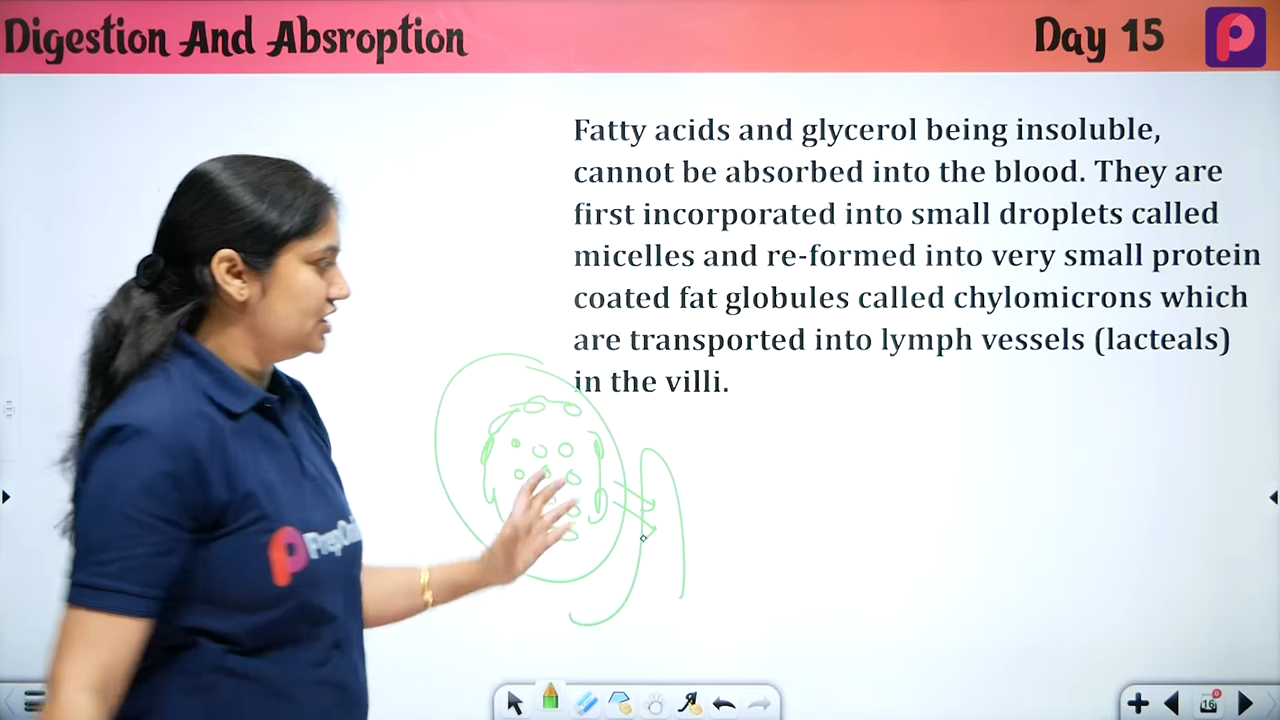 Digestion And Absroption
Day 15
Fatty acids and glycerol being insoluble,
cannot be absorbed into the blood. They are
first incorporated into small droplets called
micelles and re-formed into very small protein
coated fat globules called chylomicrons which
are transported into lymph vessels (lacteals)
in the villi.
16